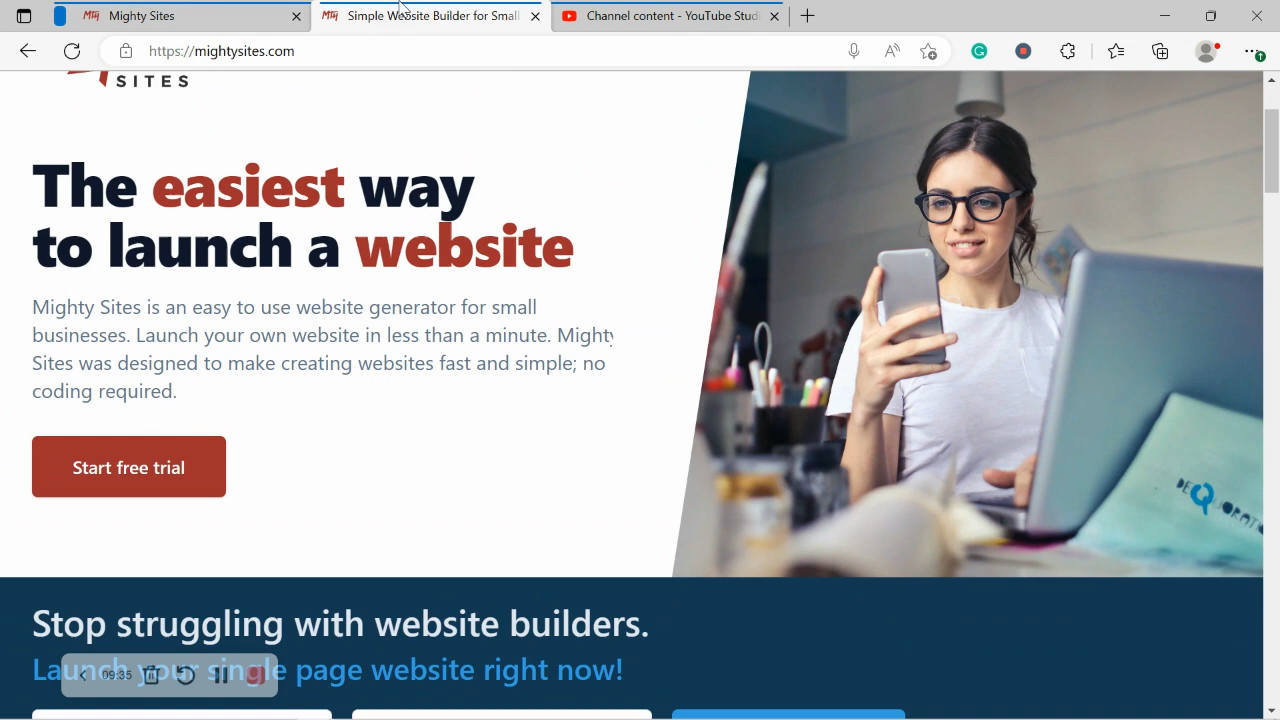 Mighty Sites
Simple Website Builder for Small
Channel content - YouTube Studi
https://mightysites.com
SITES
The easiest way
to launch a website
Mighty Sites is an easy to use website generator for small
businesses. Launch your own website in less than a minute. Mighty
Sites was designed to make creating websites fast and simple; no
coding required.
Start free trial
Stop struggling with website builders.
Launch your single page website right now!
09:35